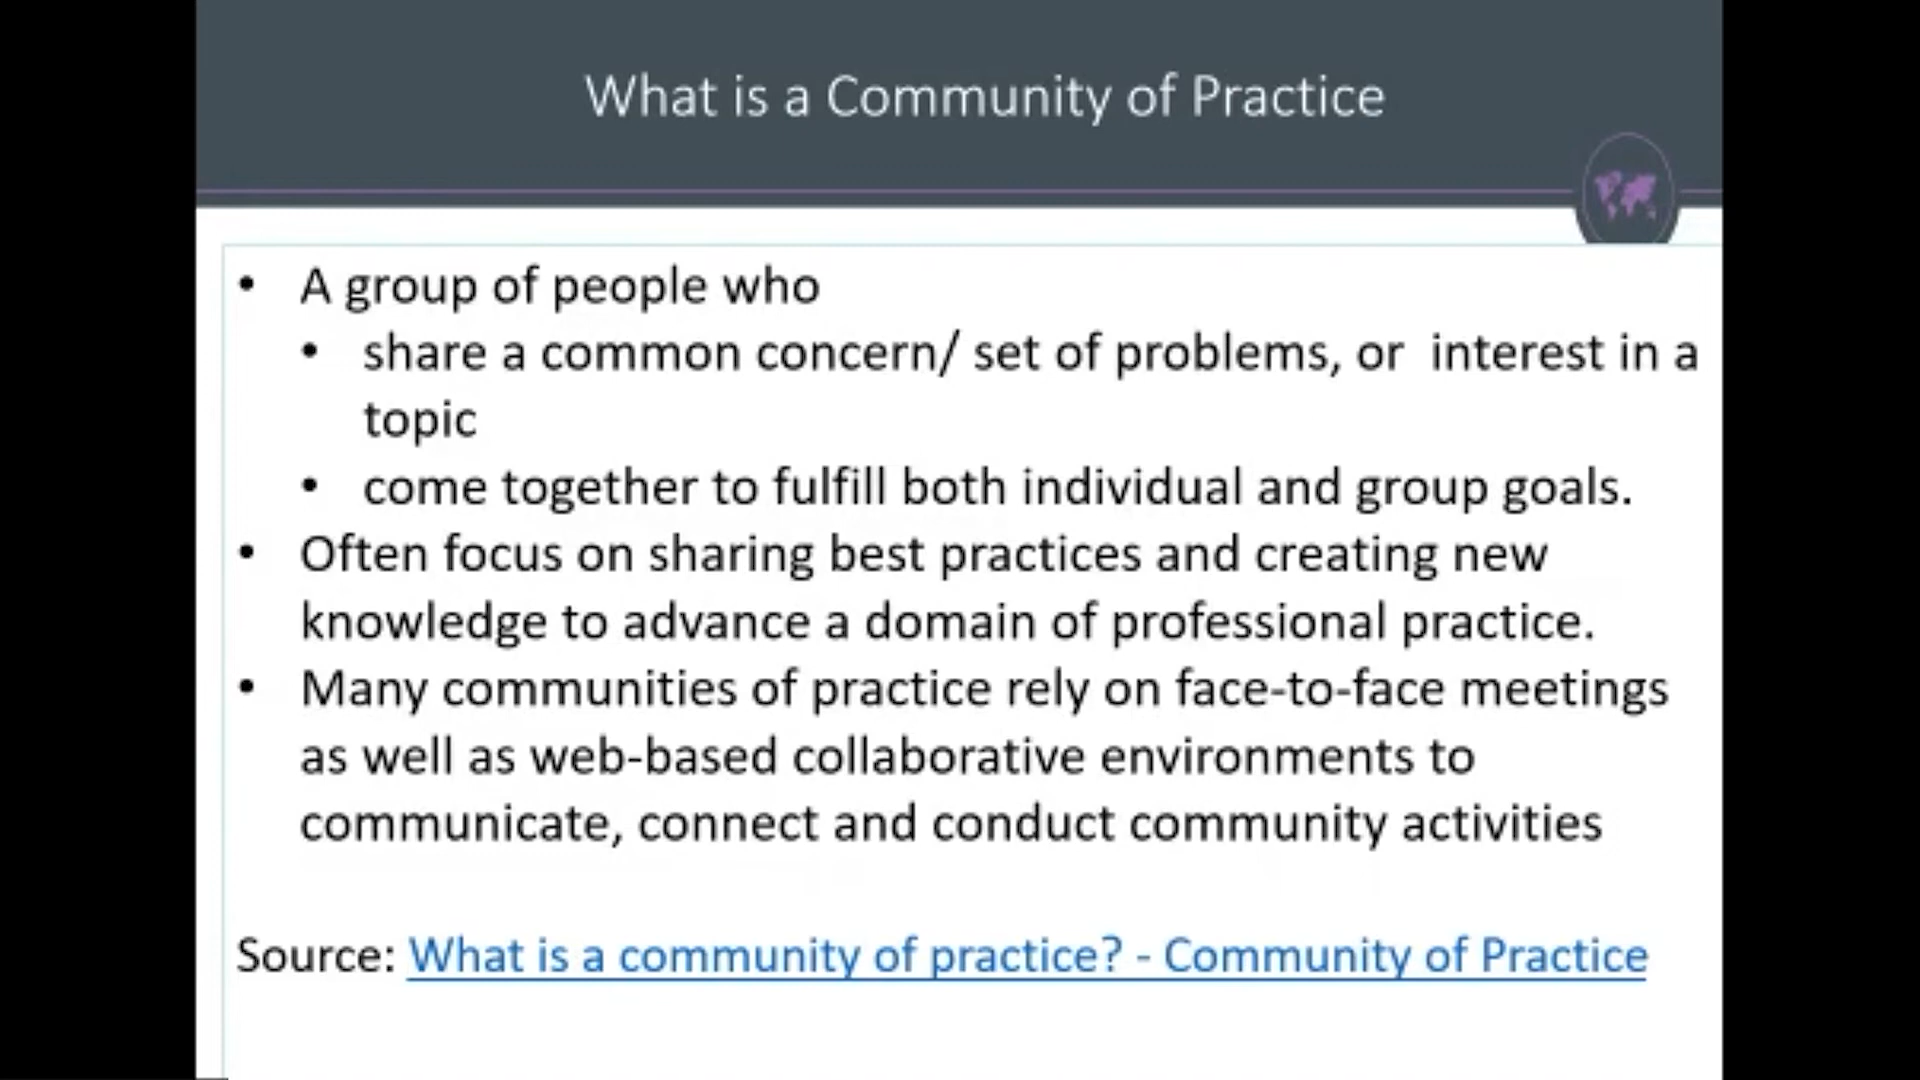 What is a Community of Practice
• A group of people who
• share a common concern/ set of problems, or  interest in a
topic
• come together to fulfill both individual and group goals.
• Often focus on sharing best practices and creating new
knowledge to advance a domain of professional practice.
• Many communities of practice rely on face-to-face meetings
as well as web-based collaborative environments to
communicate, connect and conduct community activities
Source: What is a community of practice? - Community of Practice